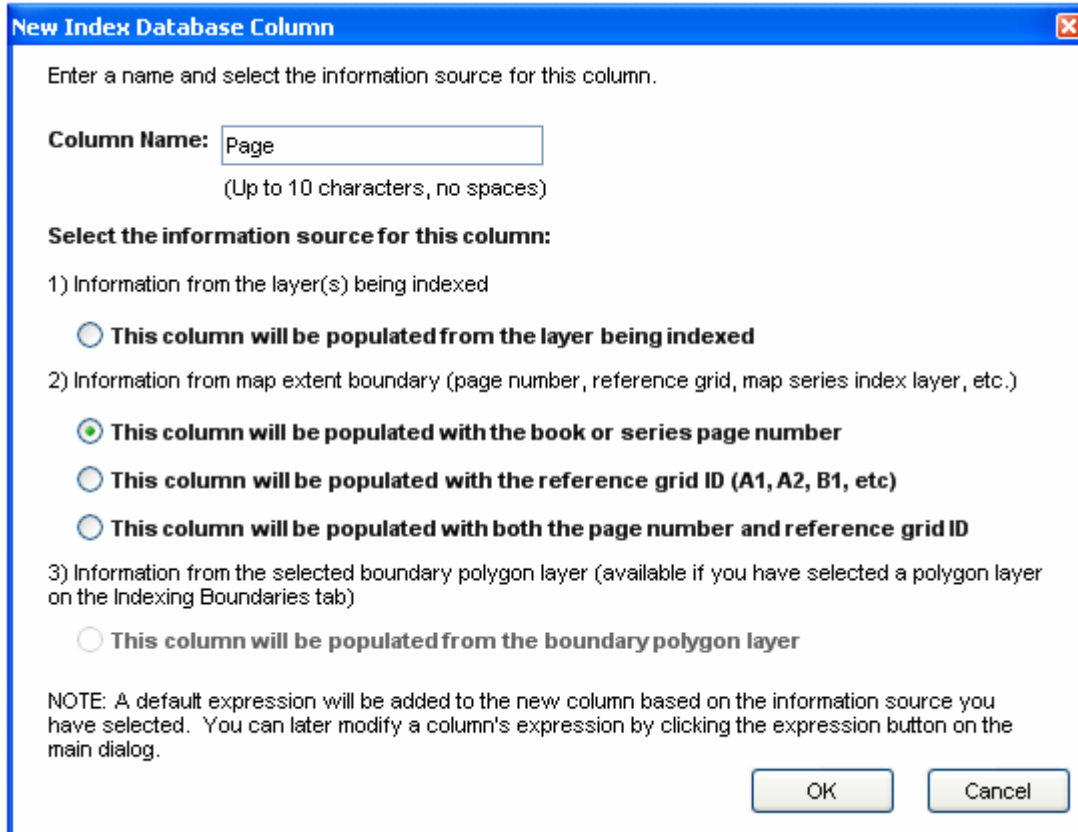 New Index Database Column
Enter a name and select the information source for this column.
Column Name: Page
(Up to 10 characters, no spaces)
Select the information source for this column:
1) Information from the layer(s) being indexed
This column will be populated from the layer being indexed
2) Information from map extent boundary (page number, reference grid, map series index layer, etc.)
This column will be populated with the book or series page number
This column will be populated with the reference grid ID (A1, A2, B1, etc)
This column will be populated with both the page number and reference grid ID
3) Information from the selected boundary polygon layer (available if you have selected a polygon layer
on the Indexing Boundaries tab)
This column will be populated from the boundary polygon layer
NOTE: A default expression will be added to the new column based on the information source you
have selected. You can later modify a column's expression by clicking the expression button on the
main dialog.
OK Cancel